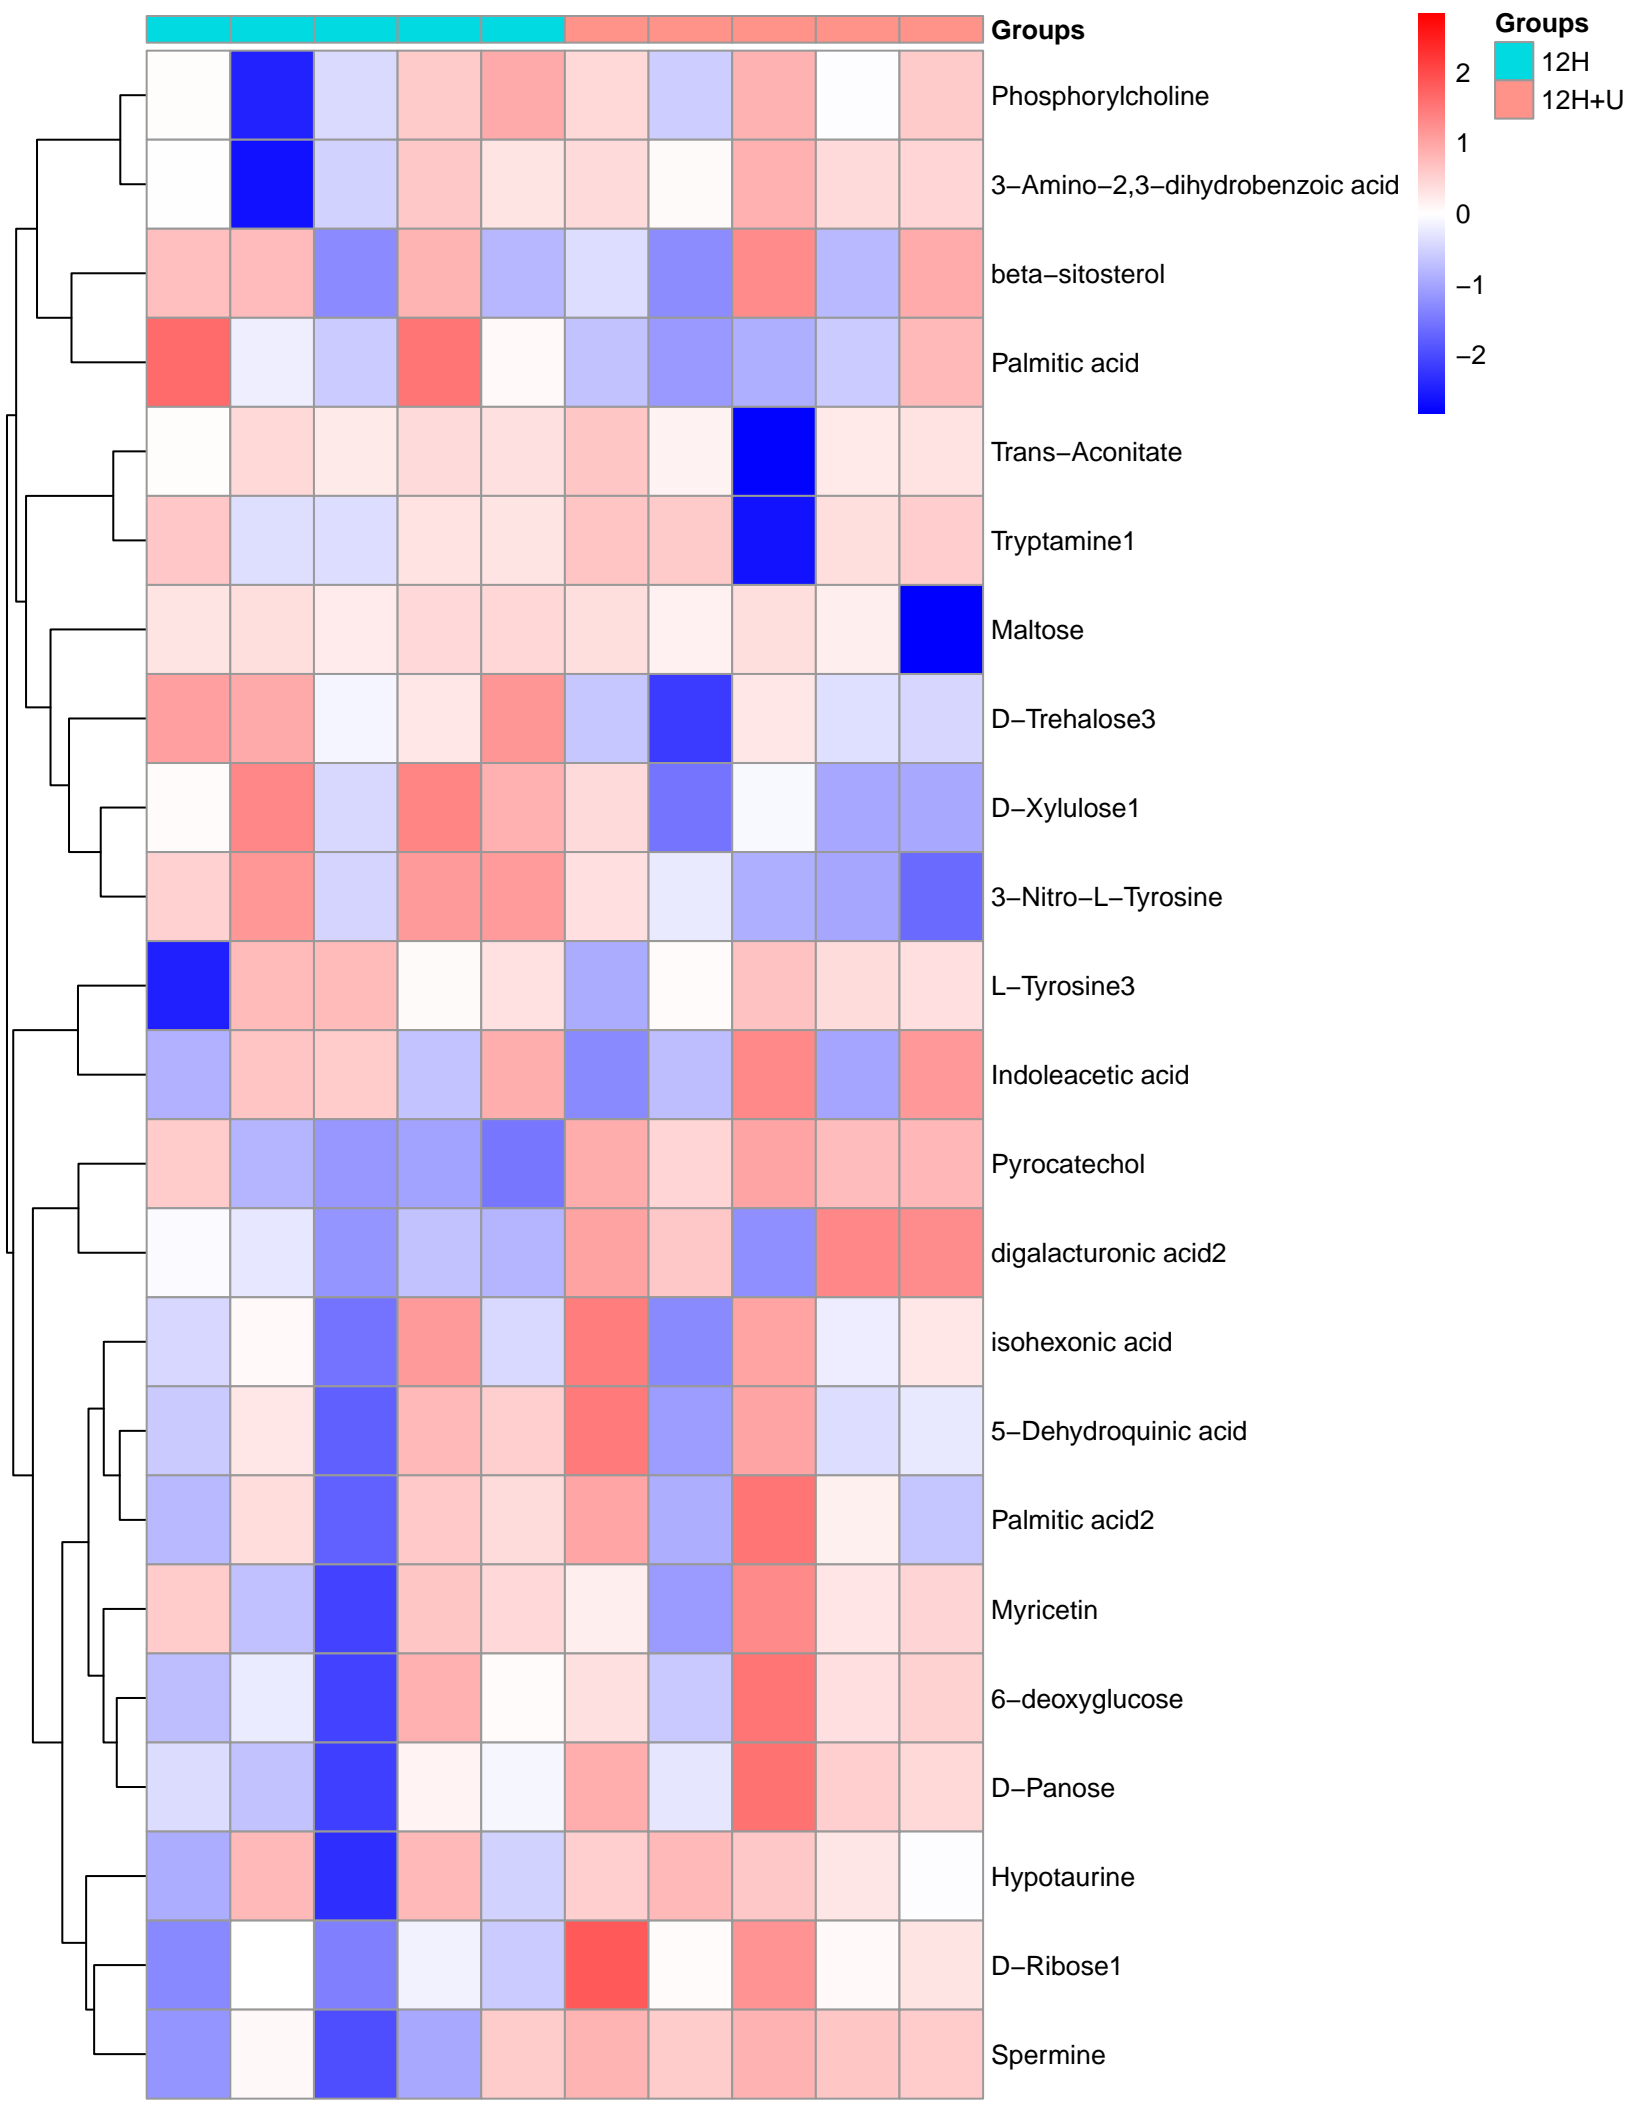 Groups
Phosphorylcholine
3−Amino−2,3−dihydrobenzoic acid
beta−sitosterol
Palmitic acid
Trans−Aconitate
Tryptamine1
Maltose
D−Trehalose3
D−Xylulose1
3−Nitro−L−Tyrosine
L−Tyrosine3
Indoleacetic acid
Pyrocatechol
digalacturonic acid2
isohexonic acid
5−Dehydroquinic acid
Palmitic acid2
Myricetin
6−deoxyglucose
D−Panose
Hypotaurine
D−Ribose1
Spermine
2
1
0
−1
−2
Groups
12H
12H+U